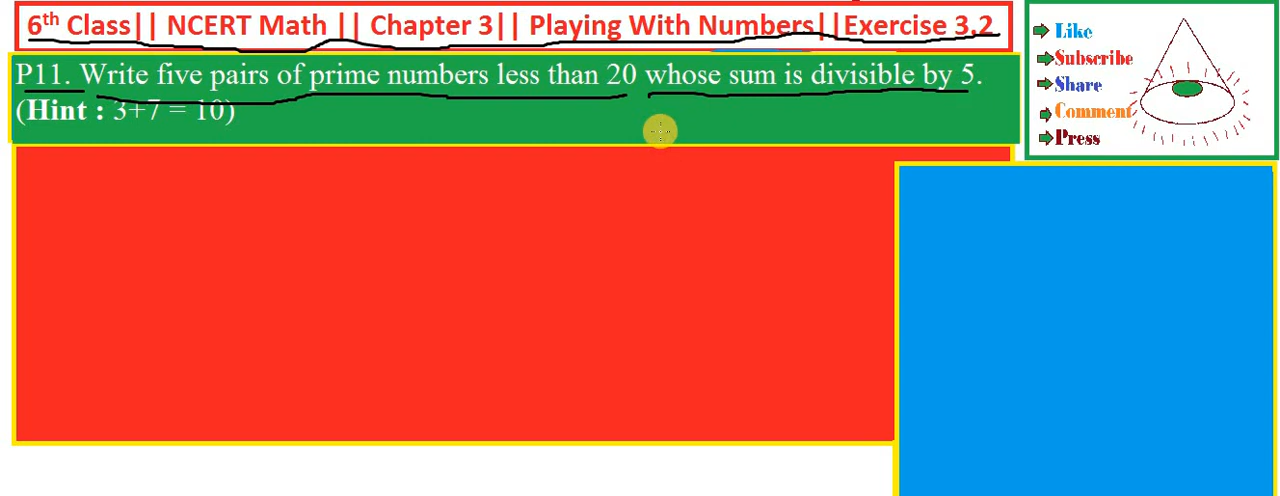 6th Class|| NCERT Math || Chapter 3|| Playing With Numbers||Exercise 3.2
P11. Write five pairs of prime numbers less than 20 whose sum is divisible by 5.
(Hint : 3+7 = 10)
Like
Subscribe
Share
Comment
Press